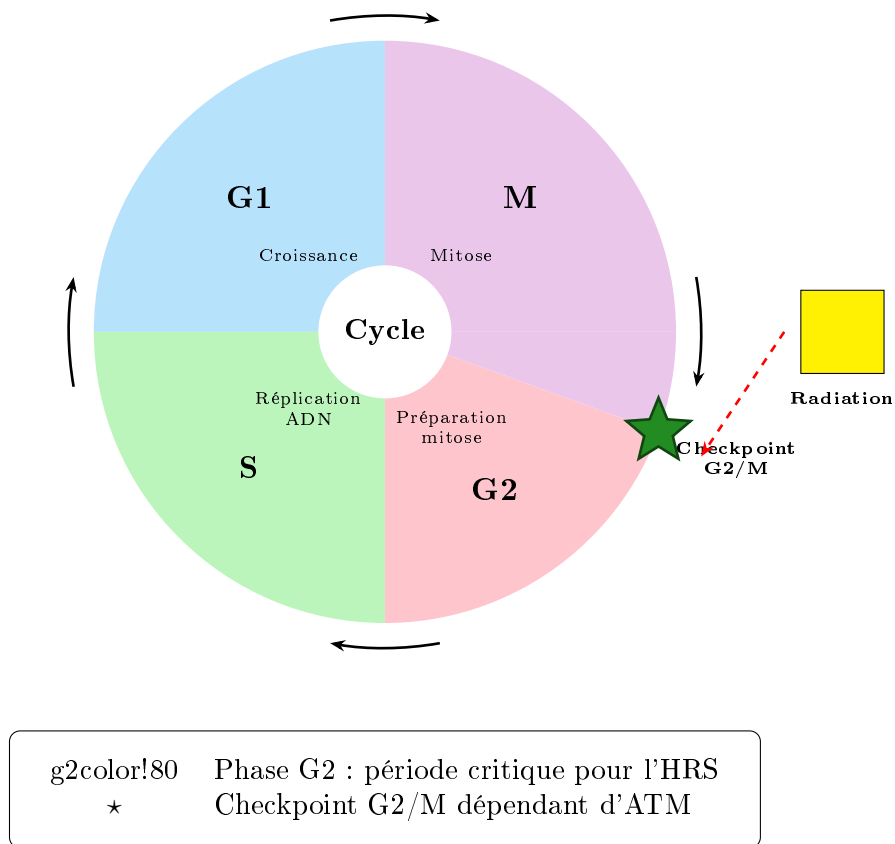 G1
M
Croissance
Mitose
Cycle
Radiation
Réplication
ADN
Préparation
mitose
Checkpoint
G2/M
S
G2
g2color!80 Phase G2 : période critique pour l'HRS
⋆ Checkpoint G2/M dépendant d'ATM